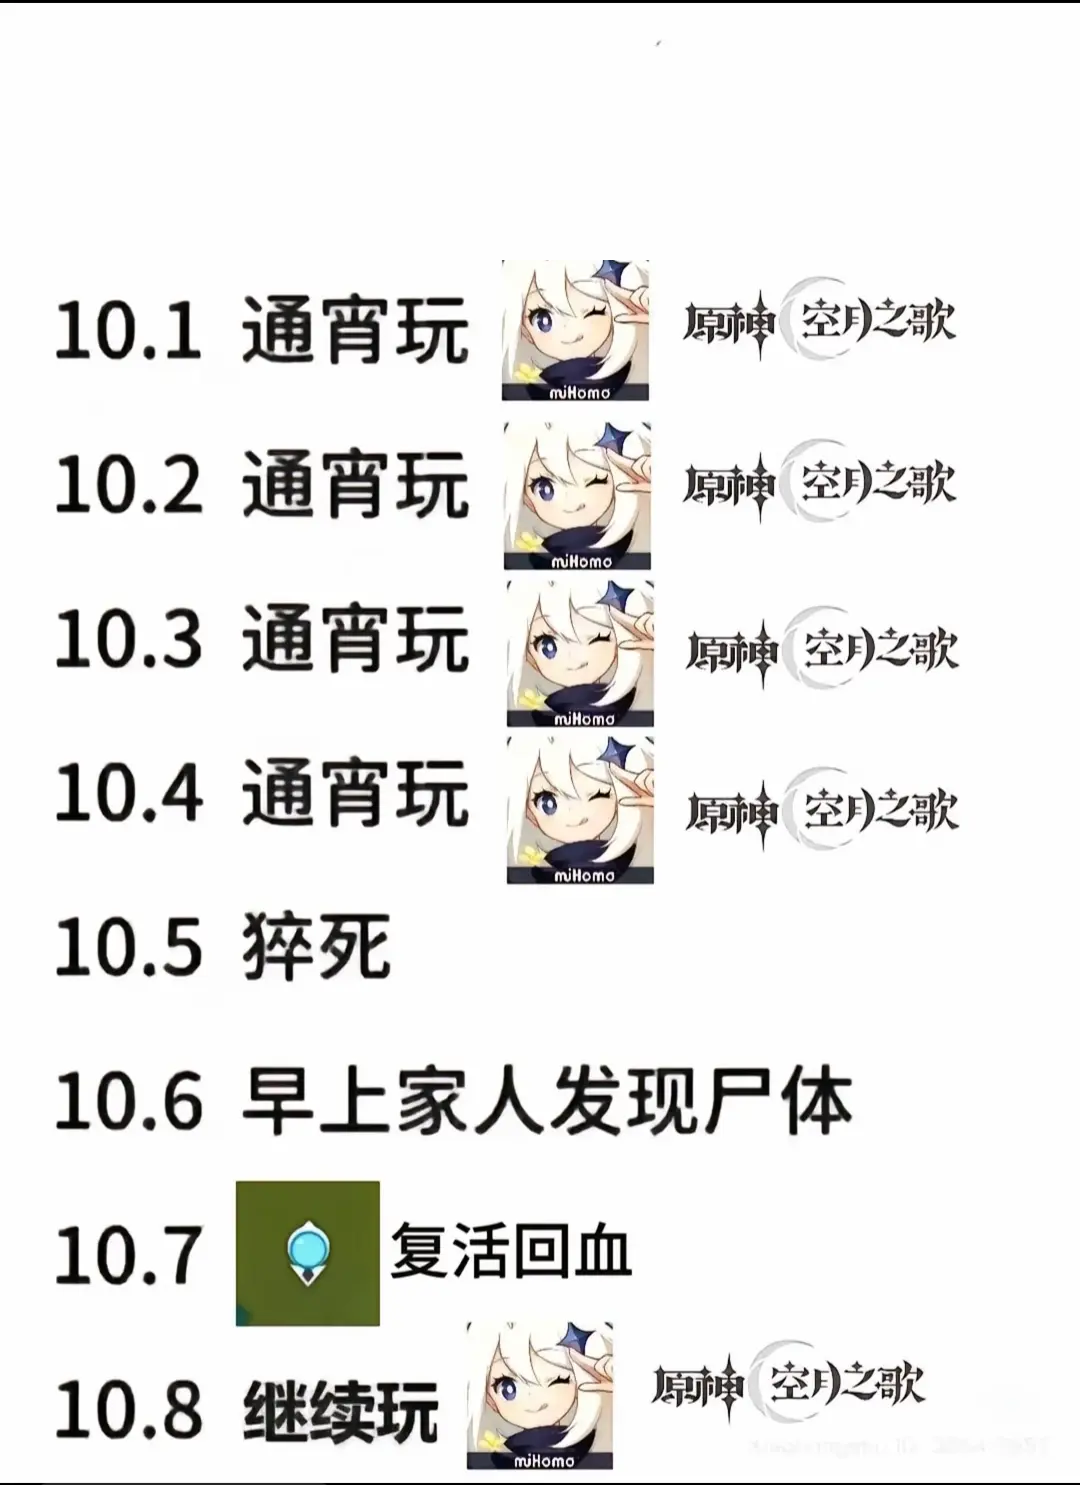 10.1 通宵玩 miHomo 原神 空月之歌
10.2 通宵玩 miHomo 原神 空月之歌
10.3 通宵玩 miHomo 原神 空月之歌
10.4 通宵玩 miHomo 原神 空月之歌
10.5 猝死
10.6 早上家人发现尸体
10.7 复活回血
10.8 继续玩 miHomo 原神 空月之歌